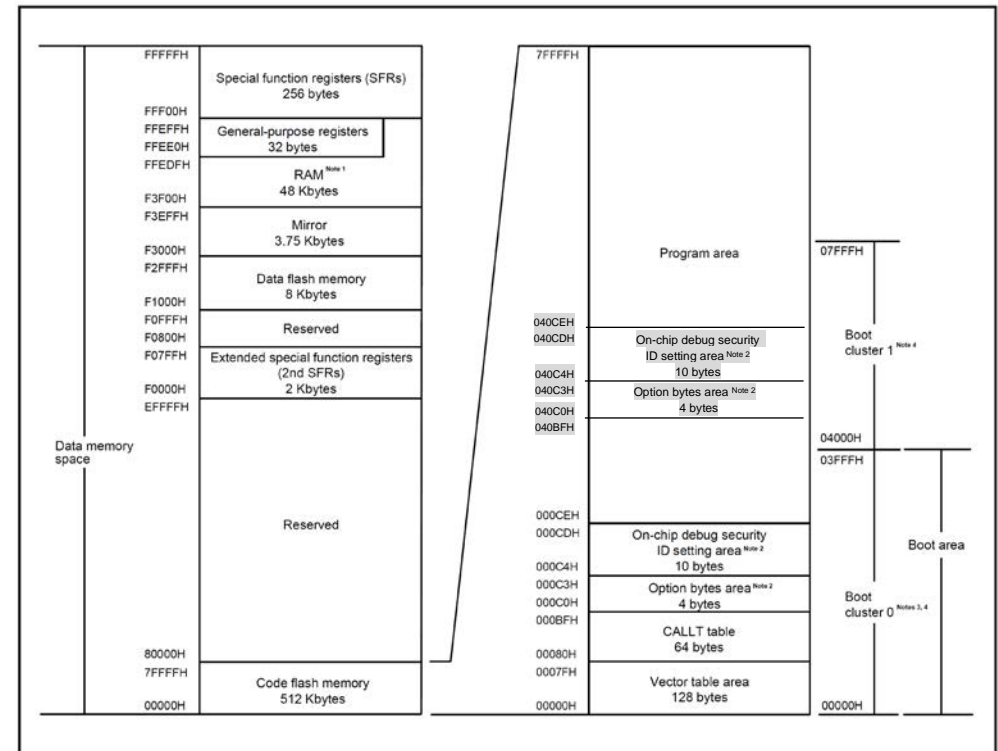 FFFFFH
Special function registers (SFRs)
256 bytes
FFF00H
FFEFFH
General-purpose registers
32 bytes
FFEE0H
FFEDFH
RAM Note 1
48 Kbytes
F3F00H
F3EFFH
Mirror
3.75 Kbytes
F3000H
F2FFFH
Data flash memory
8 Kbytes
F1000H
F0FFFH
Reserved
F0800H
F07FFH
Extended special function registers
(2nd SFRs)
2 Kbytes
F0000H
EFFFFH
Data memory
space
Reserved
80000H
7FFFFH
Code flash memory
512 Kbytes
00000H
7FFFFH
Program area
040CEH
040CDH
On-chip debug security
ID setting area Note 2
10 bytes
040C4H
040C3H
Option bytes area Note 2
4 bytes
040C0H
040BFH
000CEH
000CDH
On-chip debug security
ID setting area Note 2
10 bytes
000C4H
000C3H
Option bytes area Note 2
4 bytes
000C0H
000BFH
CALLT table
64 bytes
00080H
0007FH
Vector table area
128 bytes
00000H
07FFFH
Boot
cluster 1 Note 4
04000H
03FFFH
Boot area
Boot
cluster 0 Notes 3, 4
00000H